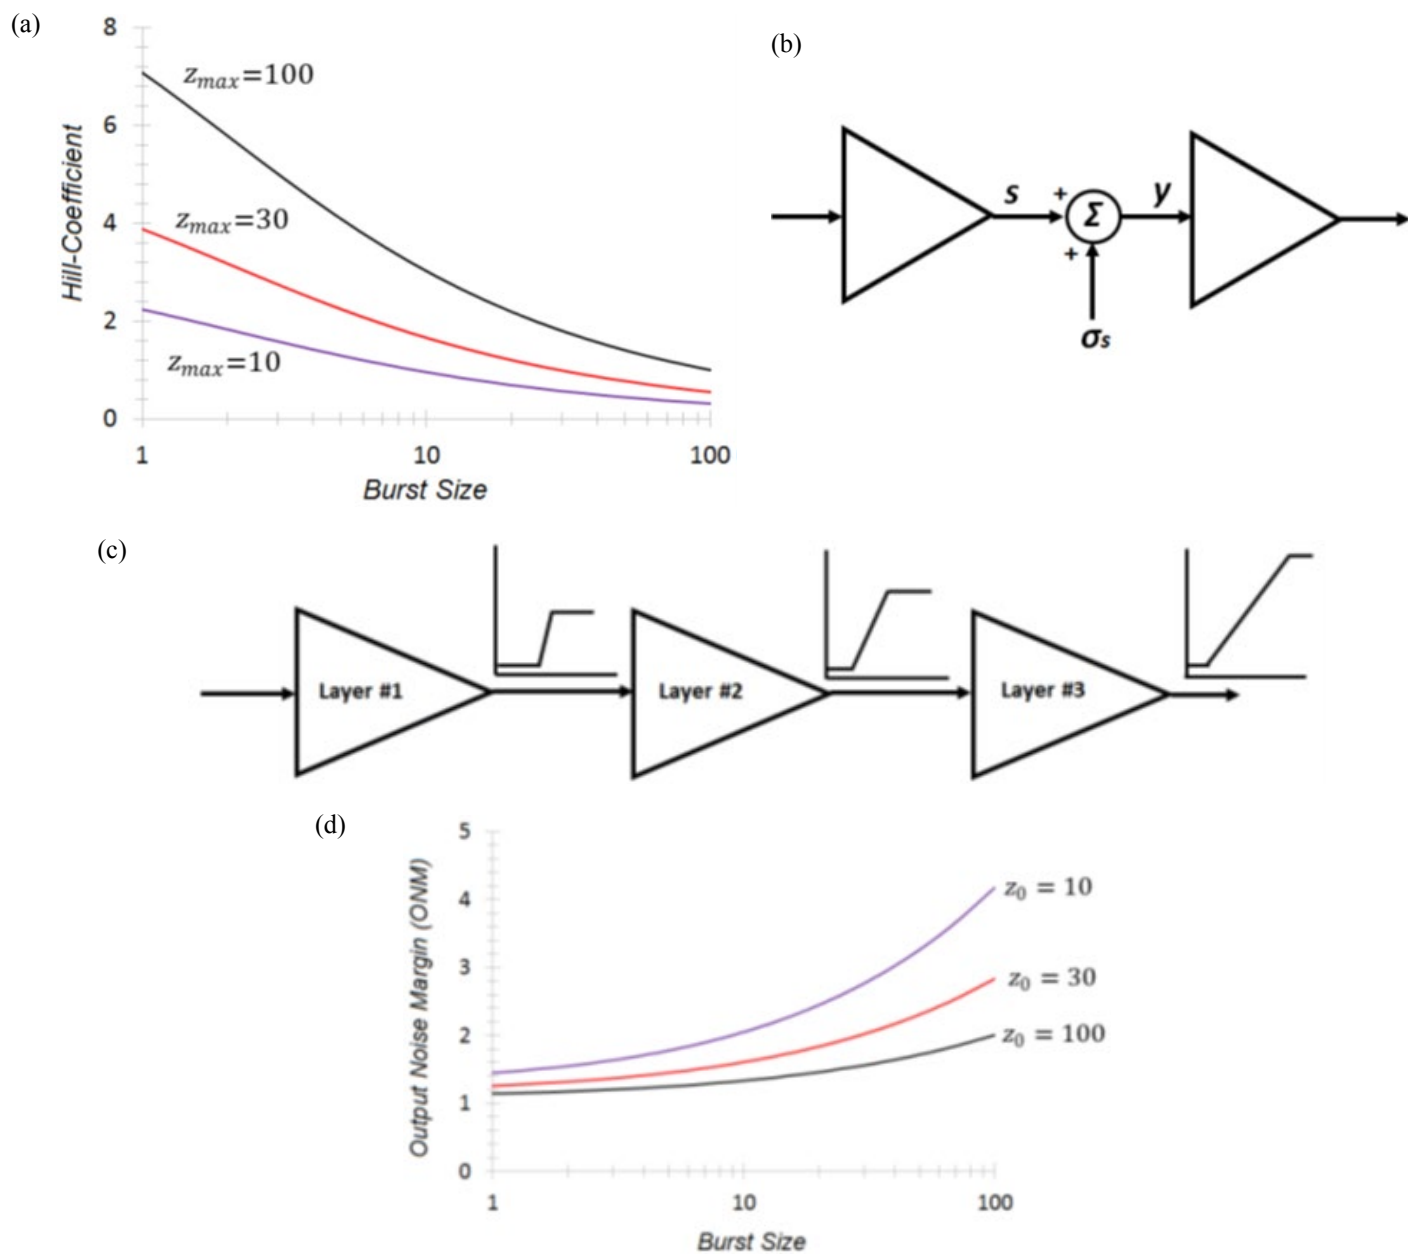 (a)
8
6
4
2
0
Hill-Coefficient
z_max=100
z_max=30
z_max=10
1 10 100
Burst Size
(b)
s
+
Σ
+
y
σs
(c)
Layer #1
Layer #2
Layer #3
(d)
5
4
3
2
1
0
Output Noise Margin (ONM)
z₀ = 10
z₀ = 30
z₀ = 100
1 10 100
Burst Size